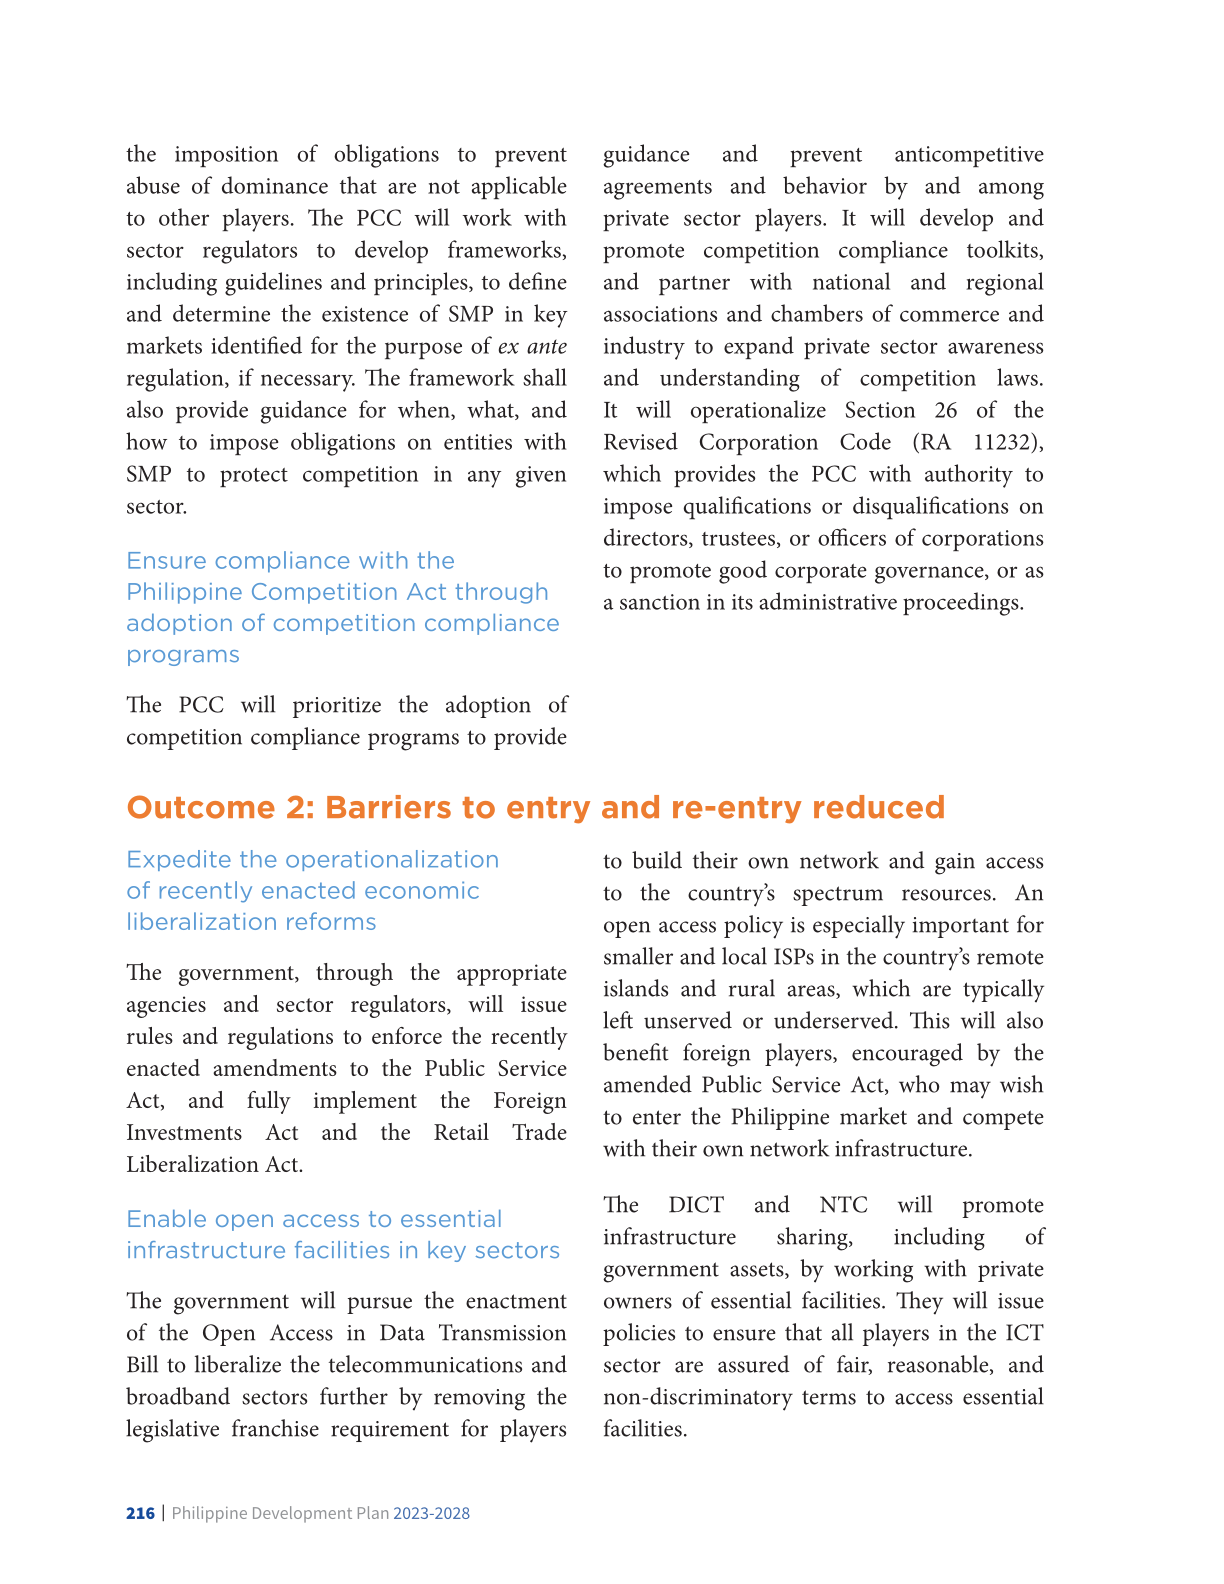 the imposition of obligations to prevent
abuse of dominance that are not applicable
to other players. The PCC will work with
sector regulators to develop frameworks,
including guidelines and principles, to define
and determine the existence of SMP in key
markets identified for the purpose of ex ante
regulation, if necessary. The framework shall
also provide guidance for when, what, and
how to impose obligations on entities with
SMP to protect competition in any given
sector.
Ensure compliance with the
Philippine Competition Act through
adoption of competition compliance
programs
The PCC will prioritize the adoption of
competition compliance programs to provide
guidance and prevent anticompetitive
agreements and behavior by and among
private sector players. It will develop and
promote competition compliance toolkits,
and partner with national and regional
associations and chambers of commerce and
industry to expand private sector awareness
and understanding of competition laws.
It will operationalize Section 26 of the
Revised Corporation Code (RA 11232),
which provides the PCC with authority to
impose qualifications or disqualifications on
directors, trustees, or officers of corporations
to promote good corporate governance, or as
a sanction in its administrative proceedings.
Outcome 2: Barriers to entry and re-entry reduced
Expedite the operationalization
of recently enacted economic
liberalization reforms
The government, through the appropriate
agencies and sector regulators, will issue
rules and regulations to enforce the recently
enacted amendments to the Public Service
Act, and fully implement the Foreign
Investments Act and the Retail Trade
Liberalization Act.
Enable open access to essential
infrastructure facilities in key sectors
The government will pursue the enactment
of the Open Access in Data Transmission
Bill to liberalize the telecommunications and
broadband sectors further by removing the
legislative franchise requirement for players
to build their own network and gain access
to the country’s spectrum resources. An
open access policy is especially important for
smaller and local ISPs in the country’s remote
islands and rural areas, which are typically
left unserved or underserved. This will also
benefit foreign players, encouraged by the
amended Public Service Act, who may wish
to enter the Philippine market and compete
with their own network infrastructure.
The DICT and NTC will promote
infrastructure sharing, including of
government assets, by working with private
owners of essential facilities. They will issue
policies to ensure that all players in the ICT
sector are assured of fair, reasonable, and
non-discriminatory terms to access essential
facilities.
216 | Philippine Development Plan 2023-2028